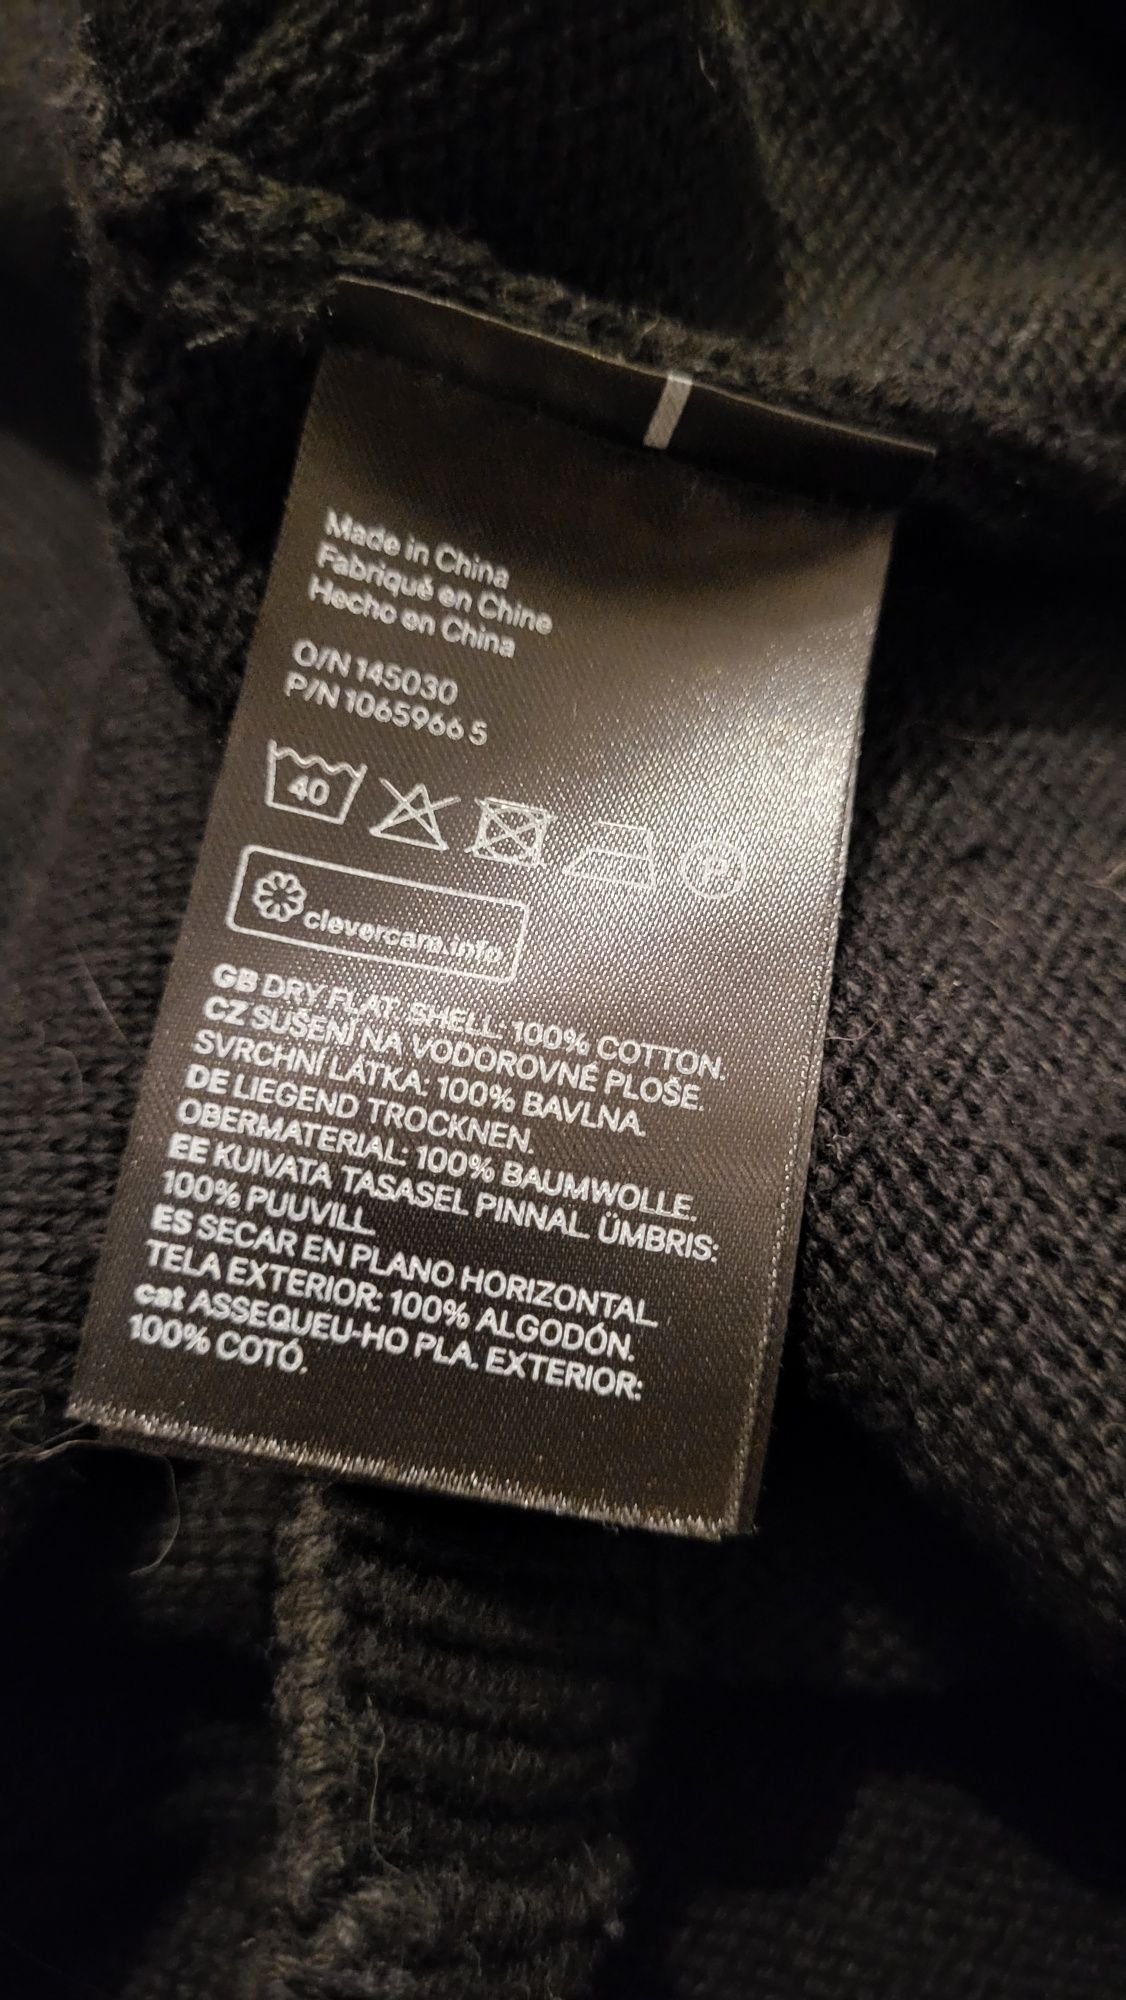 Made in China
Fabriqué en Chine
Hecho en China
O/N 145030
P/N 1065966 5
40
P
clevercare.info
GB DRY FLAT. SHELL: 100% COTTON.
CZ SUŠENÍ NA VODOROVNÉ PLOŠE.
SVRCHNÍ LÁTKA: 100% BAVLNA.
DE LIEGEND TROCKNEN.
OBERMATERIAL: 100% BAUMWOLLE.
EE KUIVATA TASASEL PINNAL. ÜMBRIS:
100% PUUVILL.
ES SECAR EN PLANO HORIZONTAL.
TELA EXTERIOR: 100% ALGODÓN.
cat ASSEQUEU-HO PLA. EXTERIOR:
100% COTÓ.